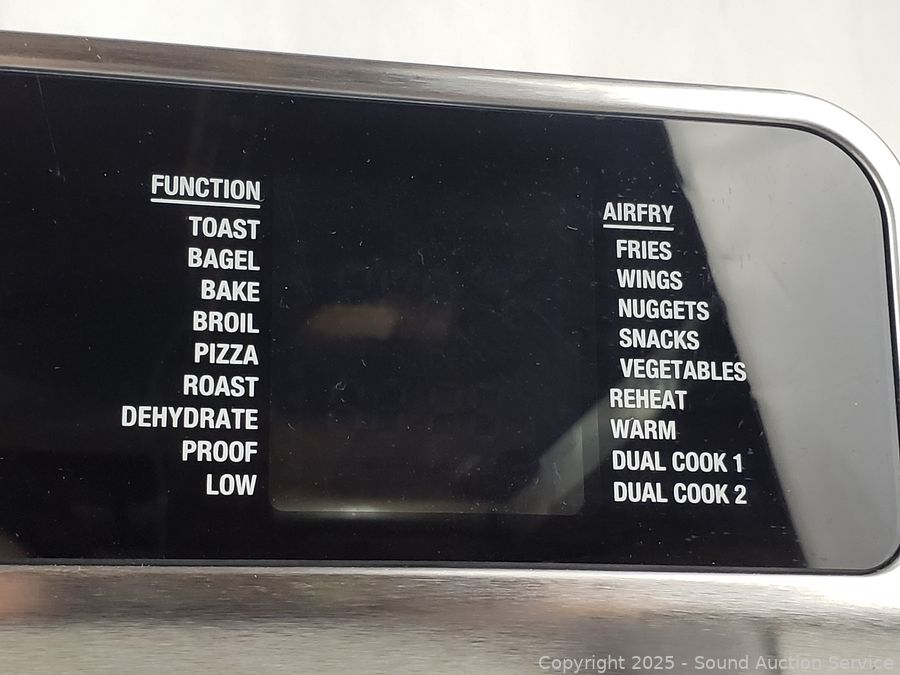 FUNCTION
TOAST
BAGEL
BAKE
BROIL
PIZZA
ROAST
DEHYDRATE
PROOF
LOW
AIRFRY
FRIES
WINGS
NUGGETS
SNACKS
VEGETABLES
REHEAT
WARM
DUAL COOK 1
DUAL COOK 2
Copyright 2025 - Sound Auction Service